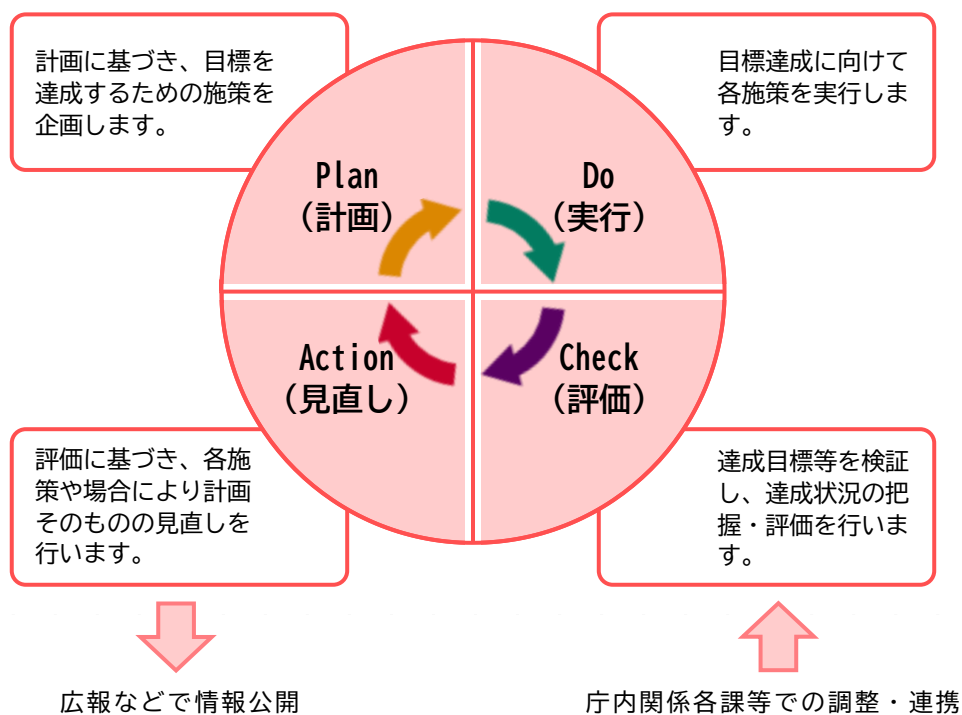 計画に基づき、目標を
達成するための施策を
企画します。
目標達成に向けて
各施策を実行しま
す。
Plan
（計画）
Do
（実行）
Action
（見直し）
Check
（評価）
評価に基づき、各施
策や場合により計画
そのものの見直しを
行います。
達成目標等を検証
し、達成状況の把
握・評価を行いま
す。
広報などで情報公開
庁内関係各課等での調整・連携